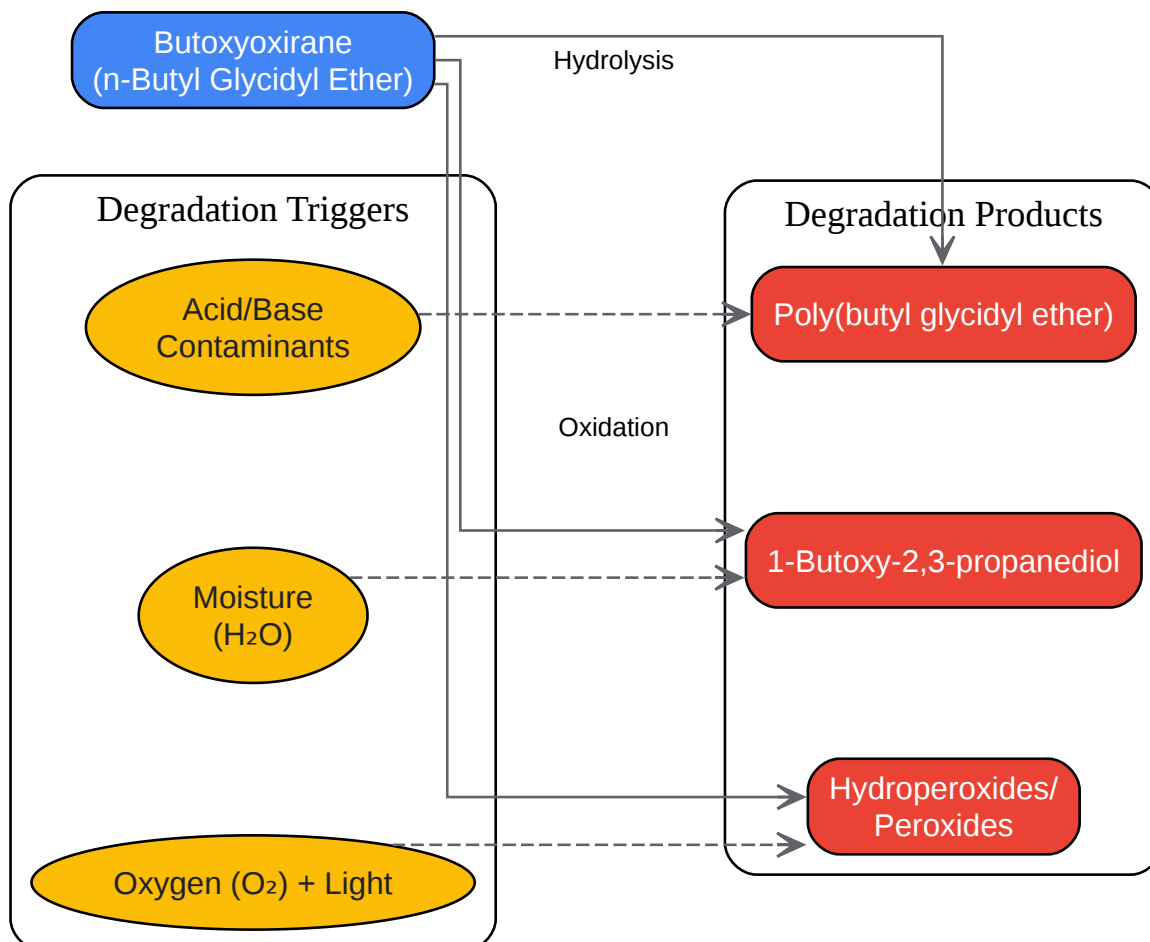 Butoxyoxirane
(n-Butyl Glycidyl Ether)
Hydrolysis
Degradation Triggers
Degradation Products
Acid/Base
Contaminants
Poly(butyl glycidyl ether)
Oxidation
1-Butoxy-2,3-propanediol
Moisture
(H₂O)
Hydroperoxides/
Peroxides
Oxygen (O₂) + Light